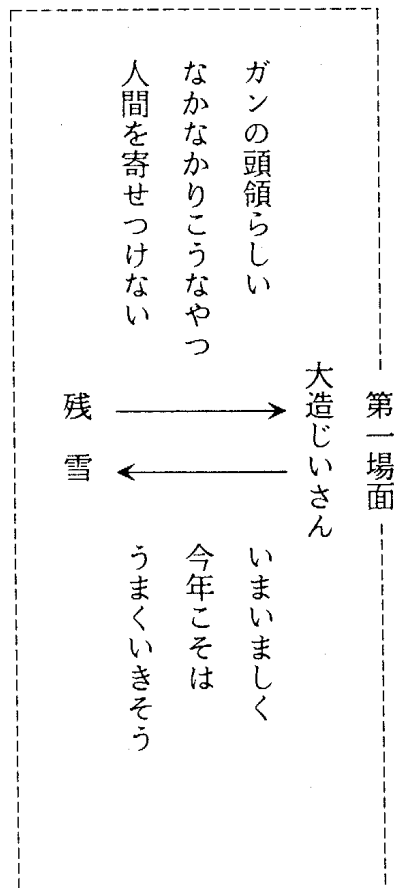 第一場面
大造じいさん
ガンの頭領らしい
なかなかりこうなやつ
人間を寄せつけない
いまいましく
今年こそは
うまくいきそう
残雪